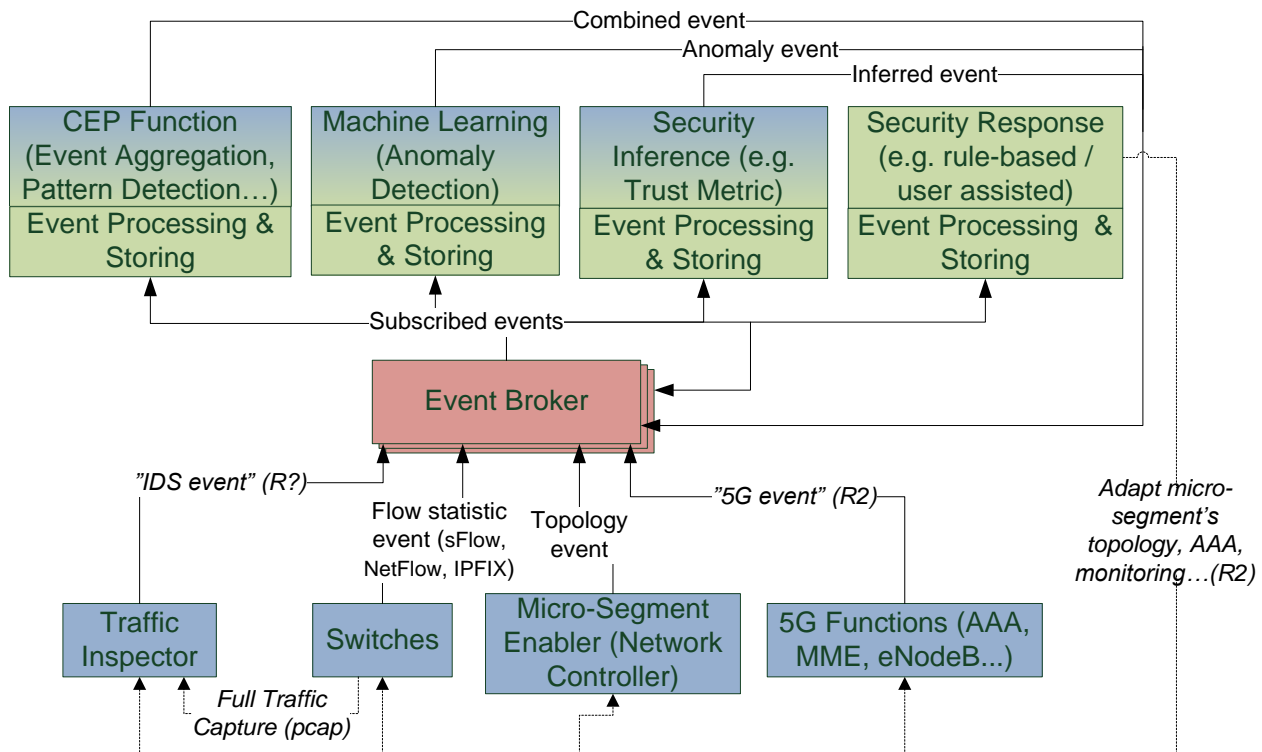 Combined event
Anomaly event
Inferred event
CEP Function
(Event Aggregation,
Pattern Detection…)
Event Processing &
Storing
Machine Learning
(Anomaly
Detection)
Event Processing
& Storing
Security
Inference (e.g.
Trust Metric)
Event Processing
& Storing
Security Response
(e.g. rule-based /
user assisted)
Event Processing &
Storing
Subscribed events
Event Broker
”IDS event” (R?)
Flow statistic
event (sFlow,
NetFlow, IPFIX)
Topology
event
”5G event” (R2)
Adapt micro-
segment’s
topology, AAA,
monitoring…(R2)
Traffic
Inspector
Switches
Micro-Segment
Enabler (Network
Controller)
5G Functions (AAA,
MME, eNodeB...)
Full Traffic
Capture (pcap)